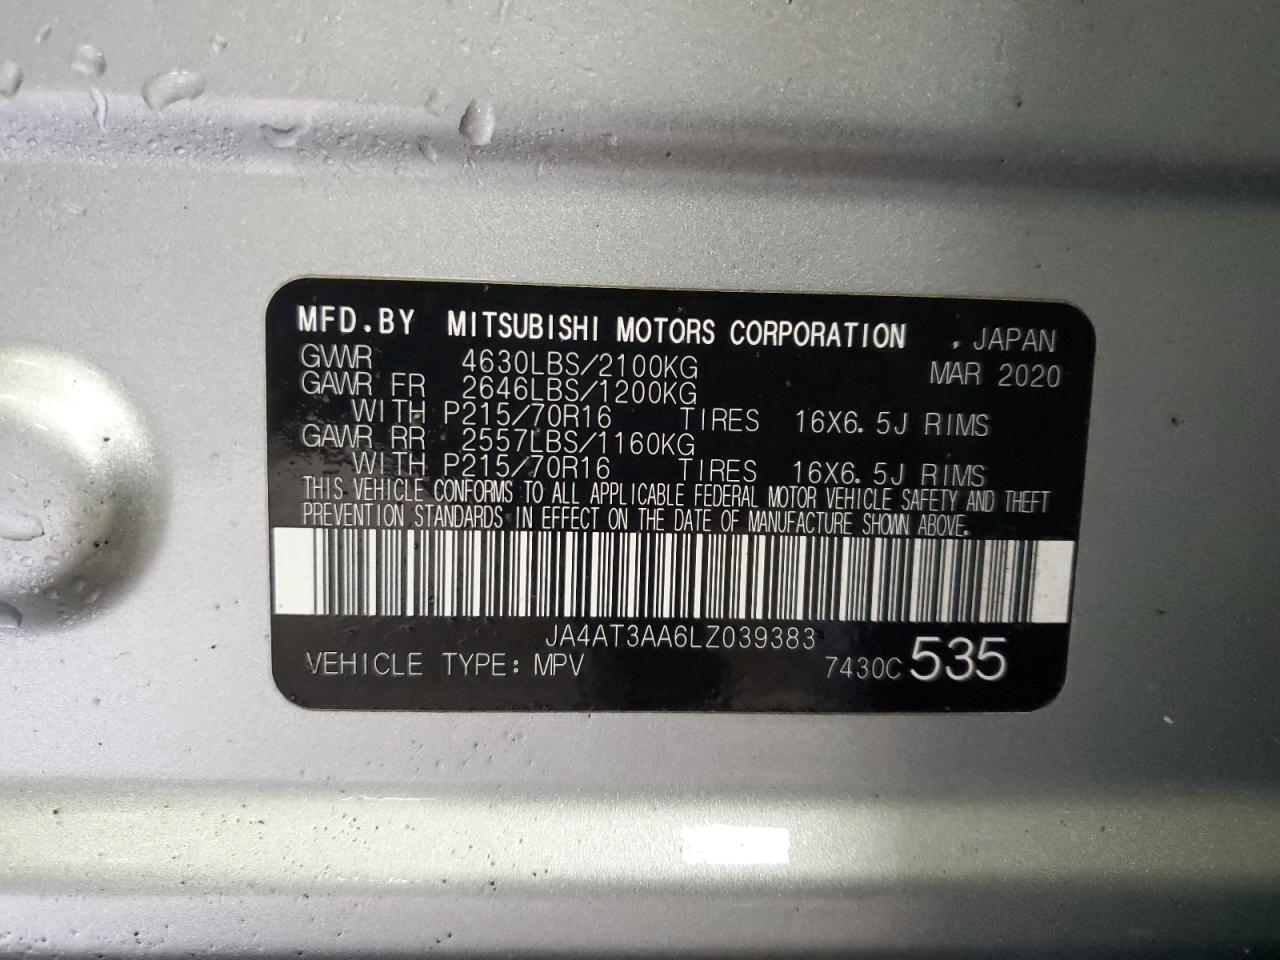 MFD.BY MITSUBISHI MOTORS CORPORATION , JAPAN
GVWR 4630LBS/2100KG MAR 2020
GAWR FR 2646LBS/1200KG
WITH P215/70R16 TIRES 16X6.5J RIMS
GAWR RR 2557LBS/1160KG
WITH P215/70R16 TIRES 16X6.5J RIMS
THIS VEHICLE CONFORMS TO ALL APPLICABLE FEDERAL MOTOR VEHICLE SAFETY AND THEFT
PREVENTION STANDARDS IN EFFECT ON THE DATE OF MANUFACTURE SHOWN ABOVE.
JA4AT3AA6LZ039383
VEHICLE TYPE: MPV 7430C 535